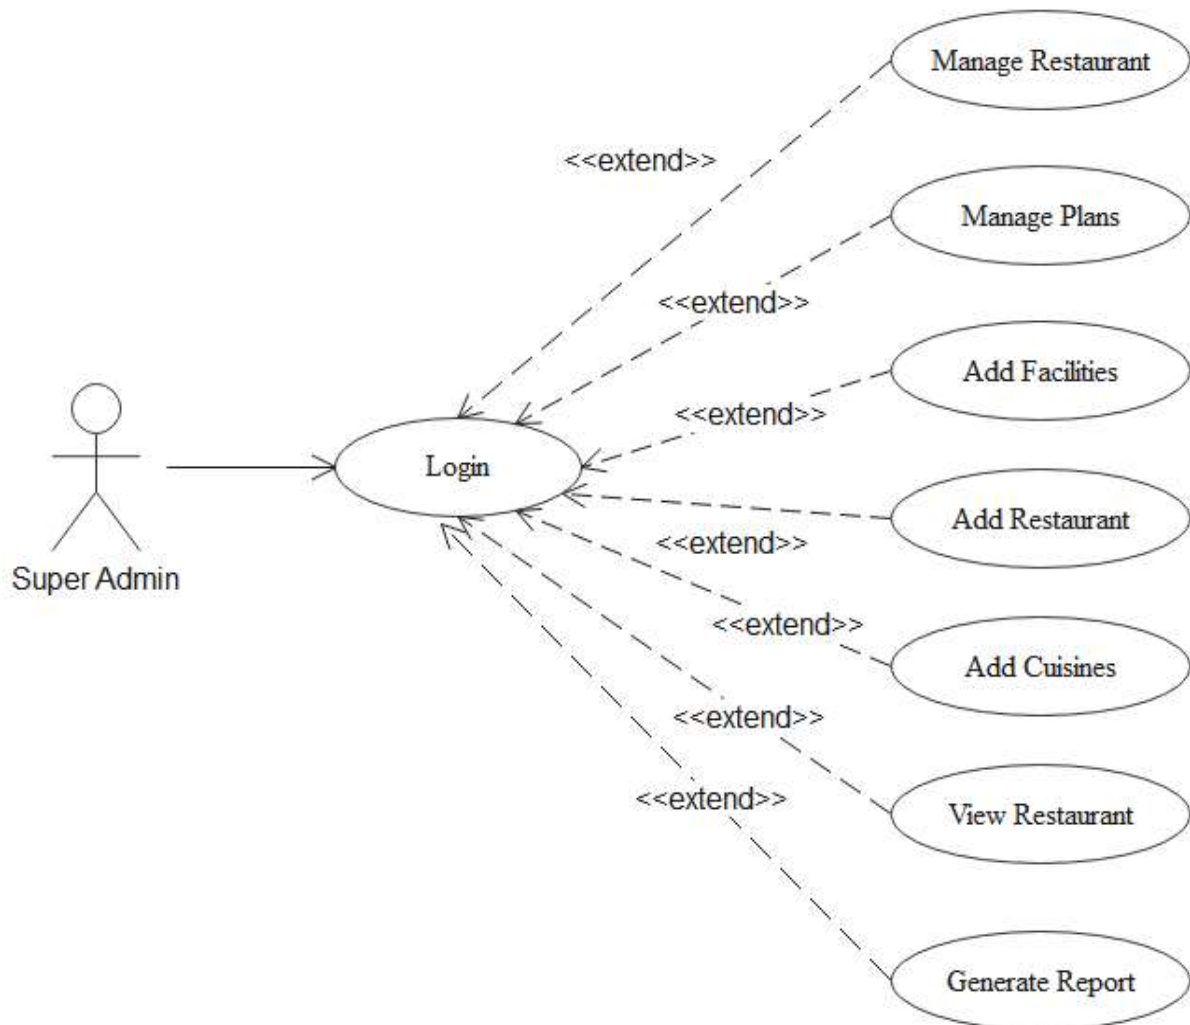 Manage Restaurant
<<extend>>
Manage Plans
<<extend>>
Add Facilities
<<extend>>
Login
Add Restaurant
<<extend>>
Super Admin
<<extend>>
Add Cuisines
<<extend>>
<<extend>>
View Restaurant
Generate Report